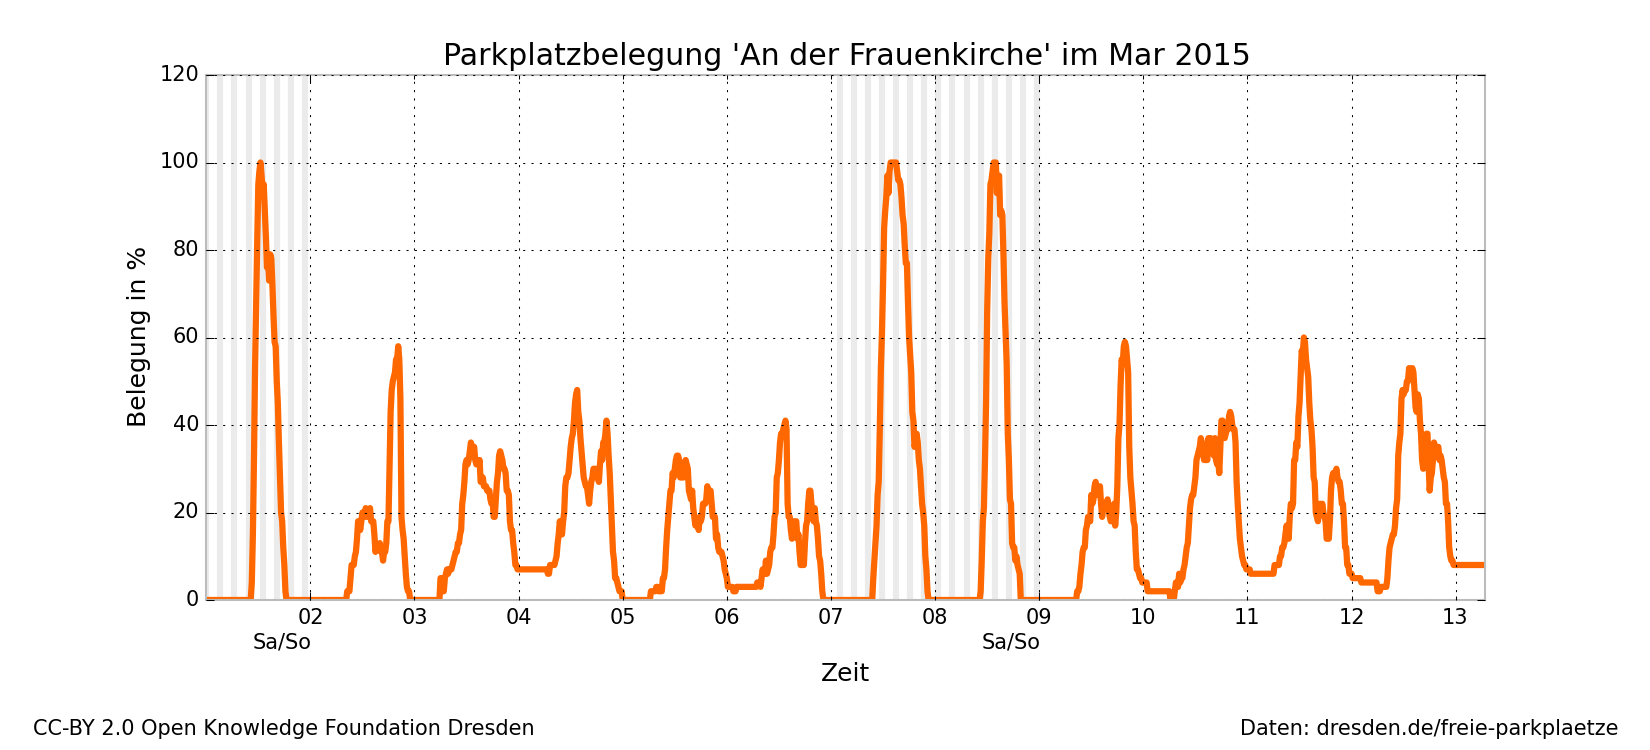 Parkplatzbelegung 'An der Frauenkirche' im Mar 2015
120
100
80
60
40
20
0
Belegung in %
02 03 04 05 06 07 08 09 10 11 12 13
Sa/So Sa/So
Zeit
CC-BY 2.0 Open Knowledge Foundation Dresden
Daten: dresden.de/freie-parkplaetze